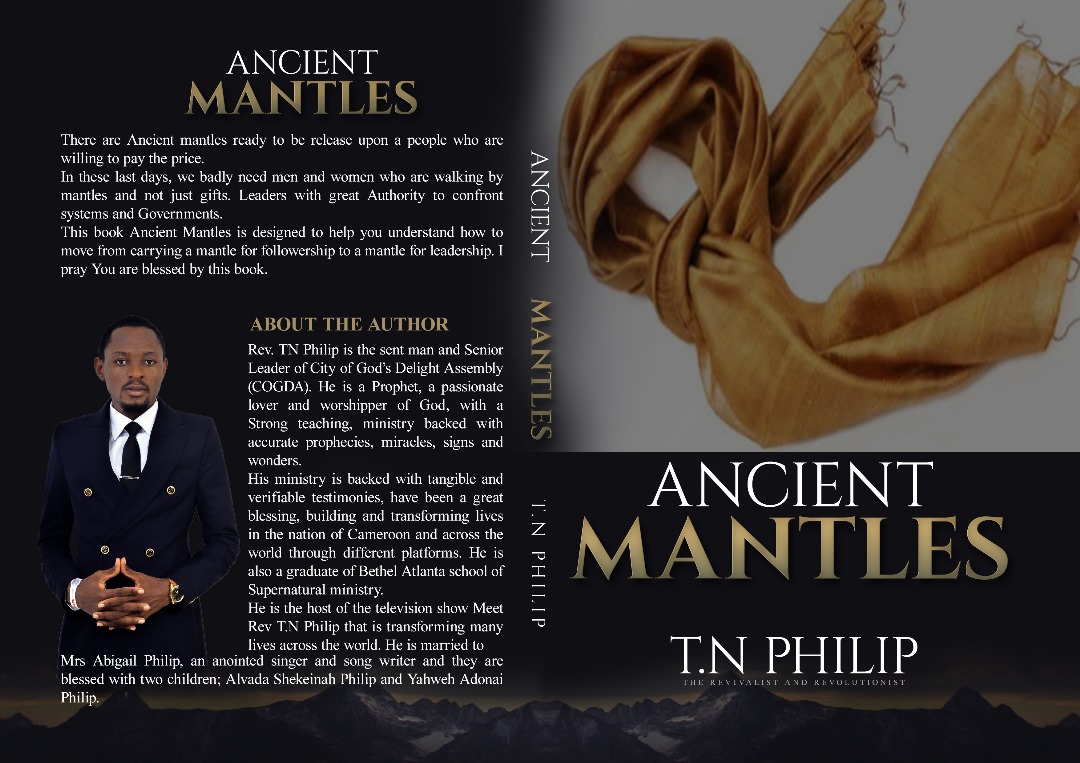 ANCIENT
MANTLES
There are Ancient mantles ready to be release upon a people who are
willing to pay the price.
In these last days, we badly need men and women who are walking by
mantles and not just gifts. Leaders with great Authority to confront
systems and Governments.
This book Ancient Mantles is designed to help you understand how to
move from carrying a mantle for followership to a mantle for leadership. I
pray You are blessed by this book.
ABOUT THE AUTHOR
Rev. TN Philip is the sent man and Senior
Leader of City of God's Delight Assembly
(COGDA). He is a Prophet, a passionate
lover and worshipper of God, with a
Strong teaching, ministry backed with
accurate prophecies, miracles, signs and
wonders.
His ministry is backed with tangible and
verifiable testimonies, have been a great
blessing, building and transforming lives
in the nation of Cameroon and across the
world through different platforms. He is
also a graduate of Bethel Atlanta school of
Supernatural ministry.
He is the host of the television show Meet
Rev T.N Philip that is transforming many
lives across the world. He is married to
Mrs Abigail Philip, an anointed singer and song writer and they are
blessed with two children; Alvada Shekeinah Philip and Yahweh Adonai
Philip.
ANCIENT MANTLES T.N PHILIP
ANCIENT
MANTLES
T.N PHILIP
THE REVIVALIST AND REVOLUTIONIST